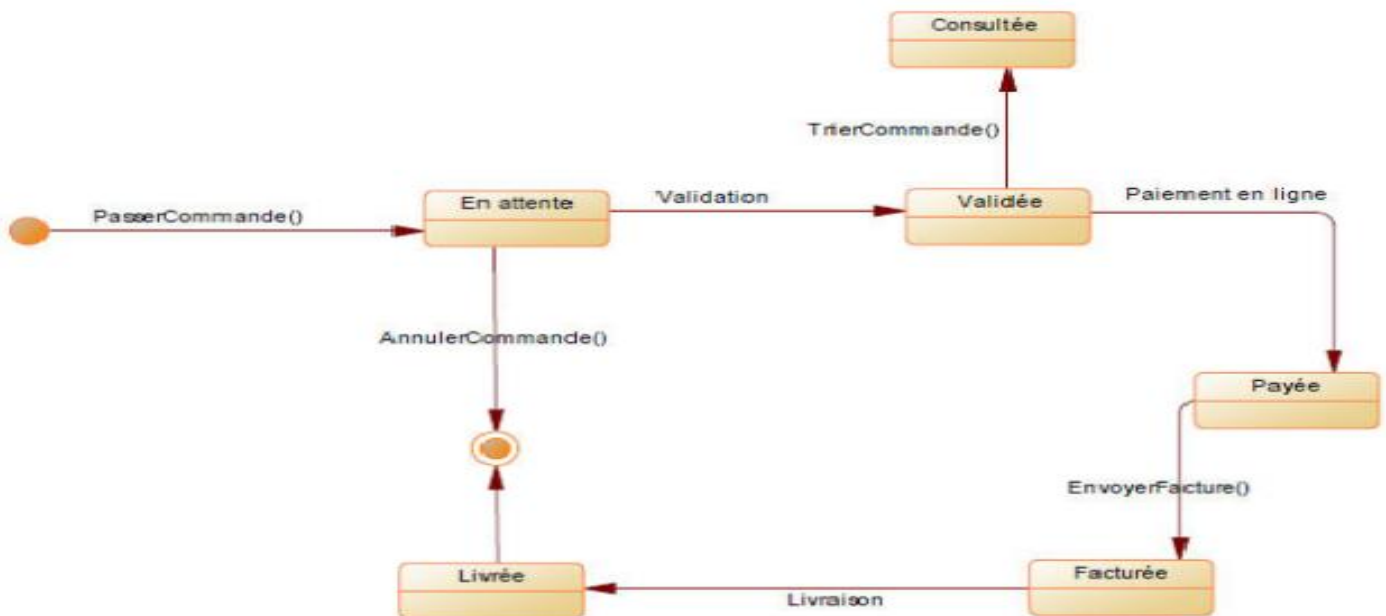 Consultée
TrierCommande()
PasserCommande()
En attente
Validation
Validée
Paiement en ligne
AnnulerCommande()
Payée
EnvoyerFacture()
Livrée
Livraison
Facturée